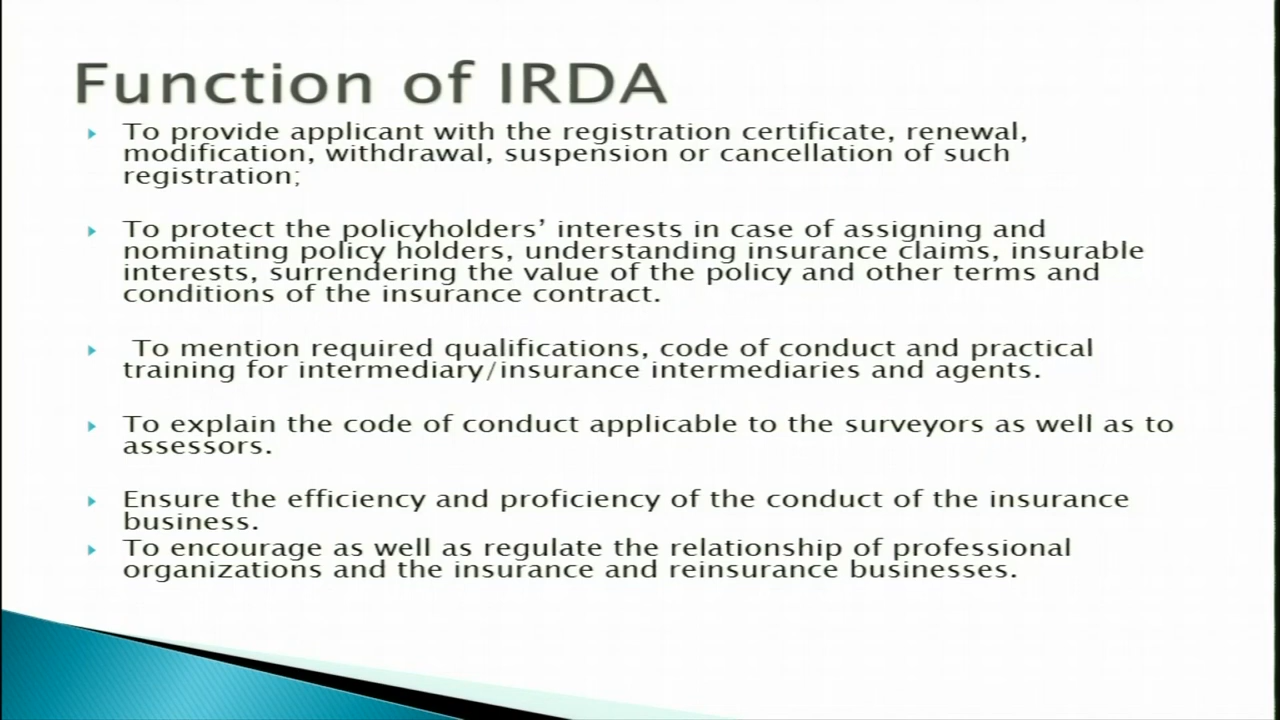 Function of IRDA
To provide applicant with the registration certificate, renewal,
modification, withdrawal, suspension or cancellation of such
registration;
To protect the policyholders’ interests in case of assigning and
nominating policy holders, understanding insurance claims, insurable
interests, surrendering the value of the policy and other terms and
conditions of the insurance contract.
To mention required qualifications, code of conduct and practical
training for intermediary/insurance intermediaries and agents.
To explain the code of conduct applicable to the surveyors as well as to
assessors.
Ensure the efficiency and proficiency of the conduct of the insurance
business.
To encourage as well as regulate the relationship of professional
organizations and the insurance and reinsurance businesses.